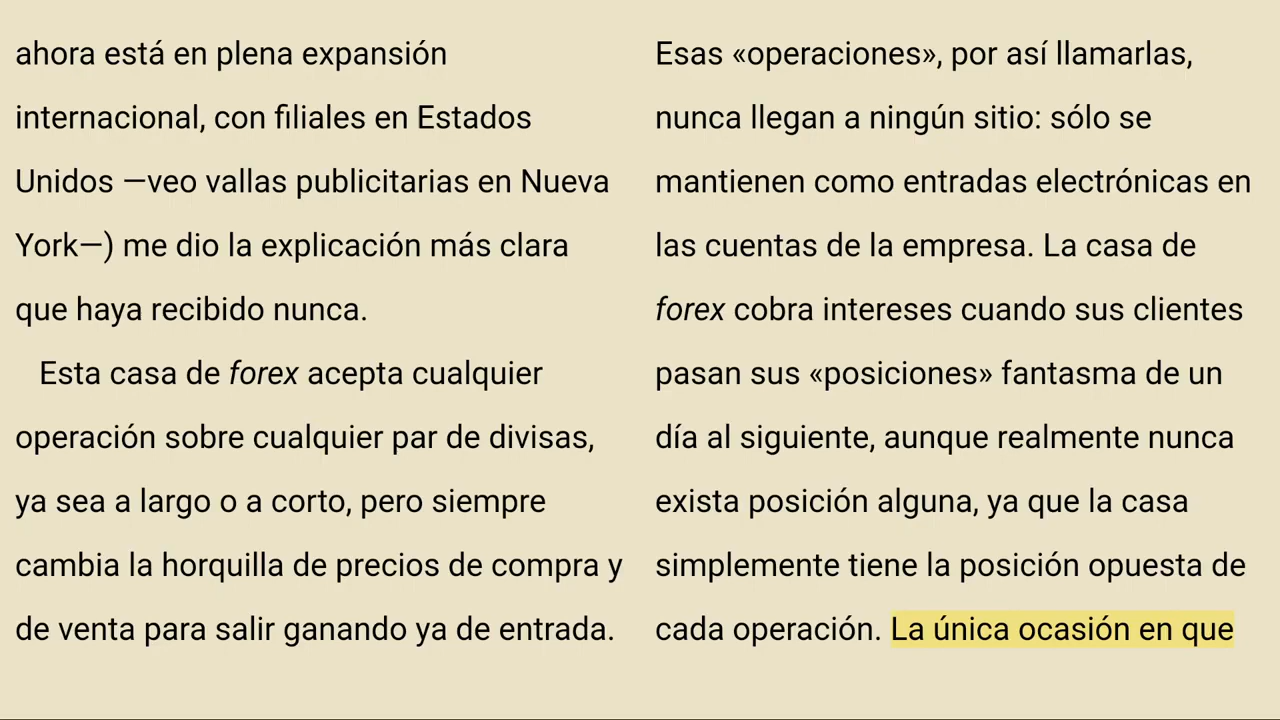 ahora está en plena expansión
internacional, con filiales en Estados
Unidos —veo vallas publicitarias en Nueva
York—) me dio la explicación más clara
que haya recibido nunca.
Esta casa de forex acepta cualquier
operación sobre cualquier par de divisas,
ya sea a largo o a corto, pero siempre
cambia la horquilla de precios de compra y
de venta para salir ganando ya de entrada.
Esas «operaciones», por así llamarlas,
nunca llegan a ningún sitio: sólo se
mantienen como entradas electrónicas en
las cuentas de la empresa. La casa de
forex cobra intereses cuando sus clientes
pasan sus «posiciones» fantasma de un
día al siguiente, aunque realmente nunca
exista posición alguna, ya que la casa
simplemente tiene la posición opuesta de
cada operación. La única ocasión en que